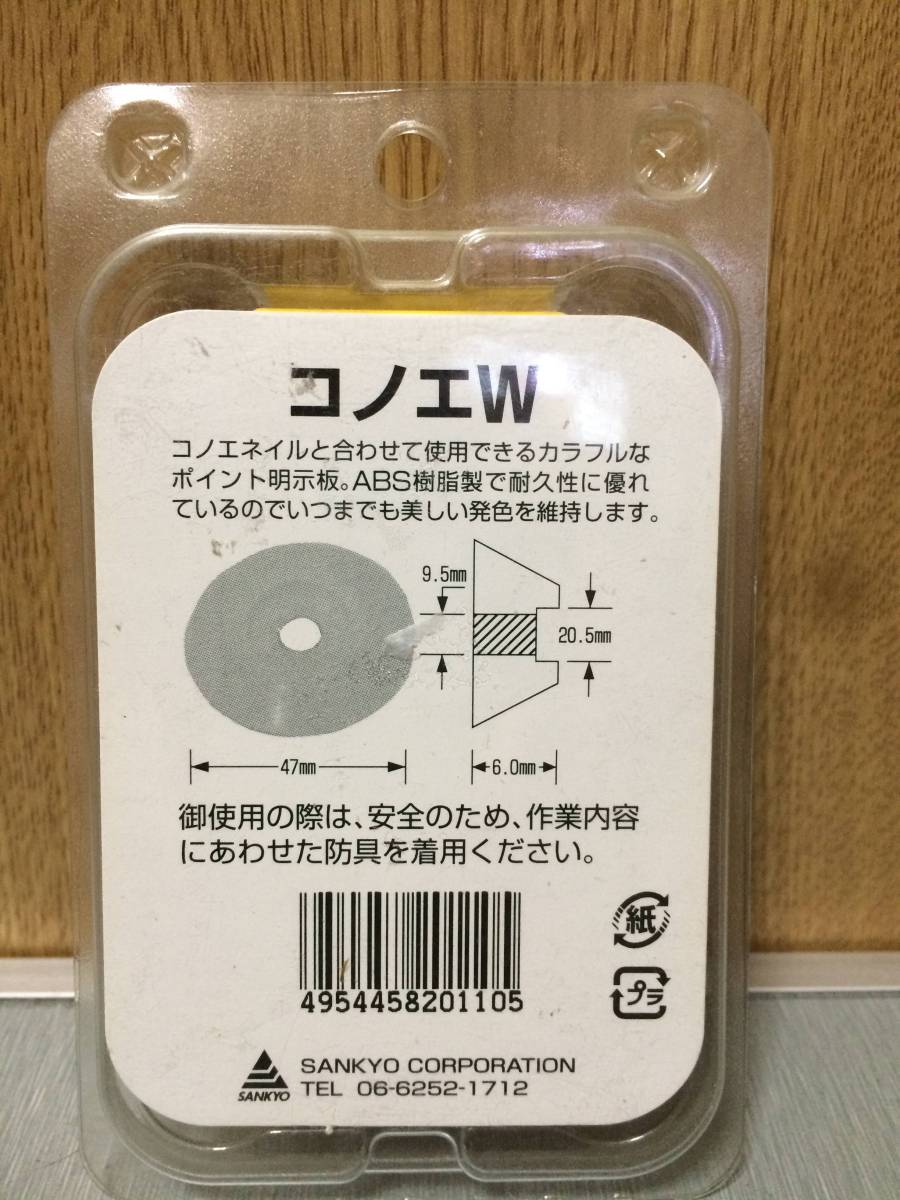 コノエW
コノエネイルと合わせて使用できるカラフルな
ポイント明示板。ABS樹脂製で耐久性に優れ
ているのでいつまでも美しい発色を維持します。
9.5mm
20.5mm
47mm
6.0mm
御使用の際は、安全のため、作業内容
にあわせた防具を着用ください。
紙
プラ
4954458201105
SANKYO
SANKYO CORPORATION
TEL 06-6252-1712